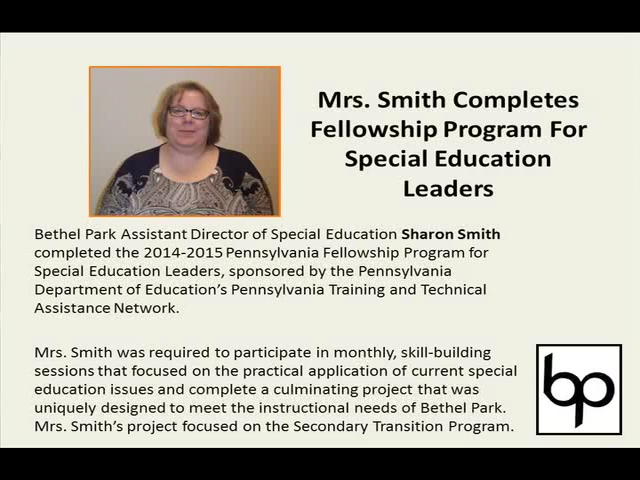 Mrs. Smith Completes
Fellowship Program For
Special Education
Leaders
Bethel Park Assistant Director of Special Education Sharon Smith
completed the 2014-2015 Pennsylvania Fellowship Program for
Special Education Leaders, sponsored by the Pennsylvania
Department of Education’s Pennsylvania Training and Technical
Assistance Network.
Mrs. Smith was required to participate in monthly, skill-building
sessions that focused on the practical application of current special
education issues and complete a culminating project that was
uniquely designed to meet the instructional needs of Bethel Park.
Mrs. Smith’s project focused on the Secondary Transition Program.
bp